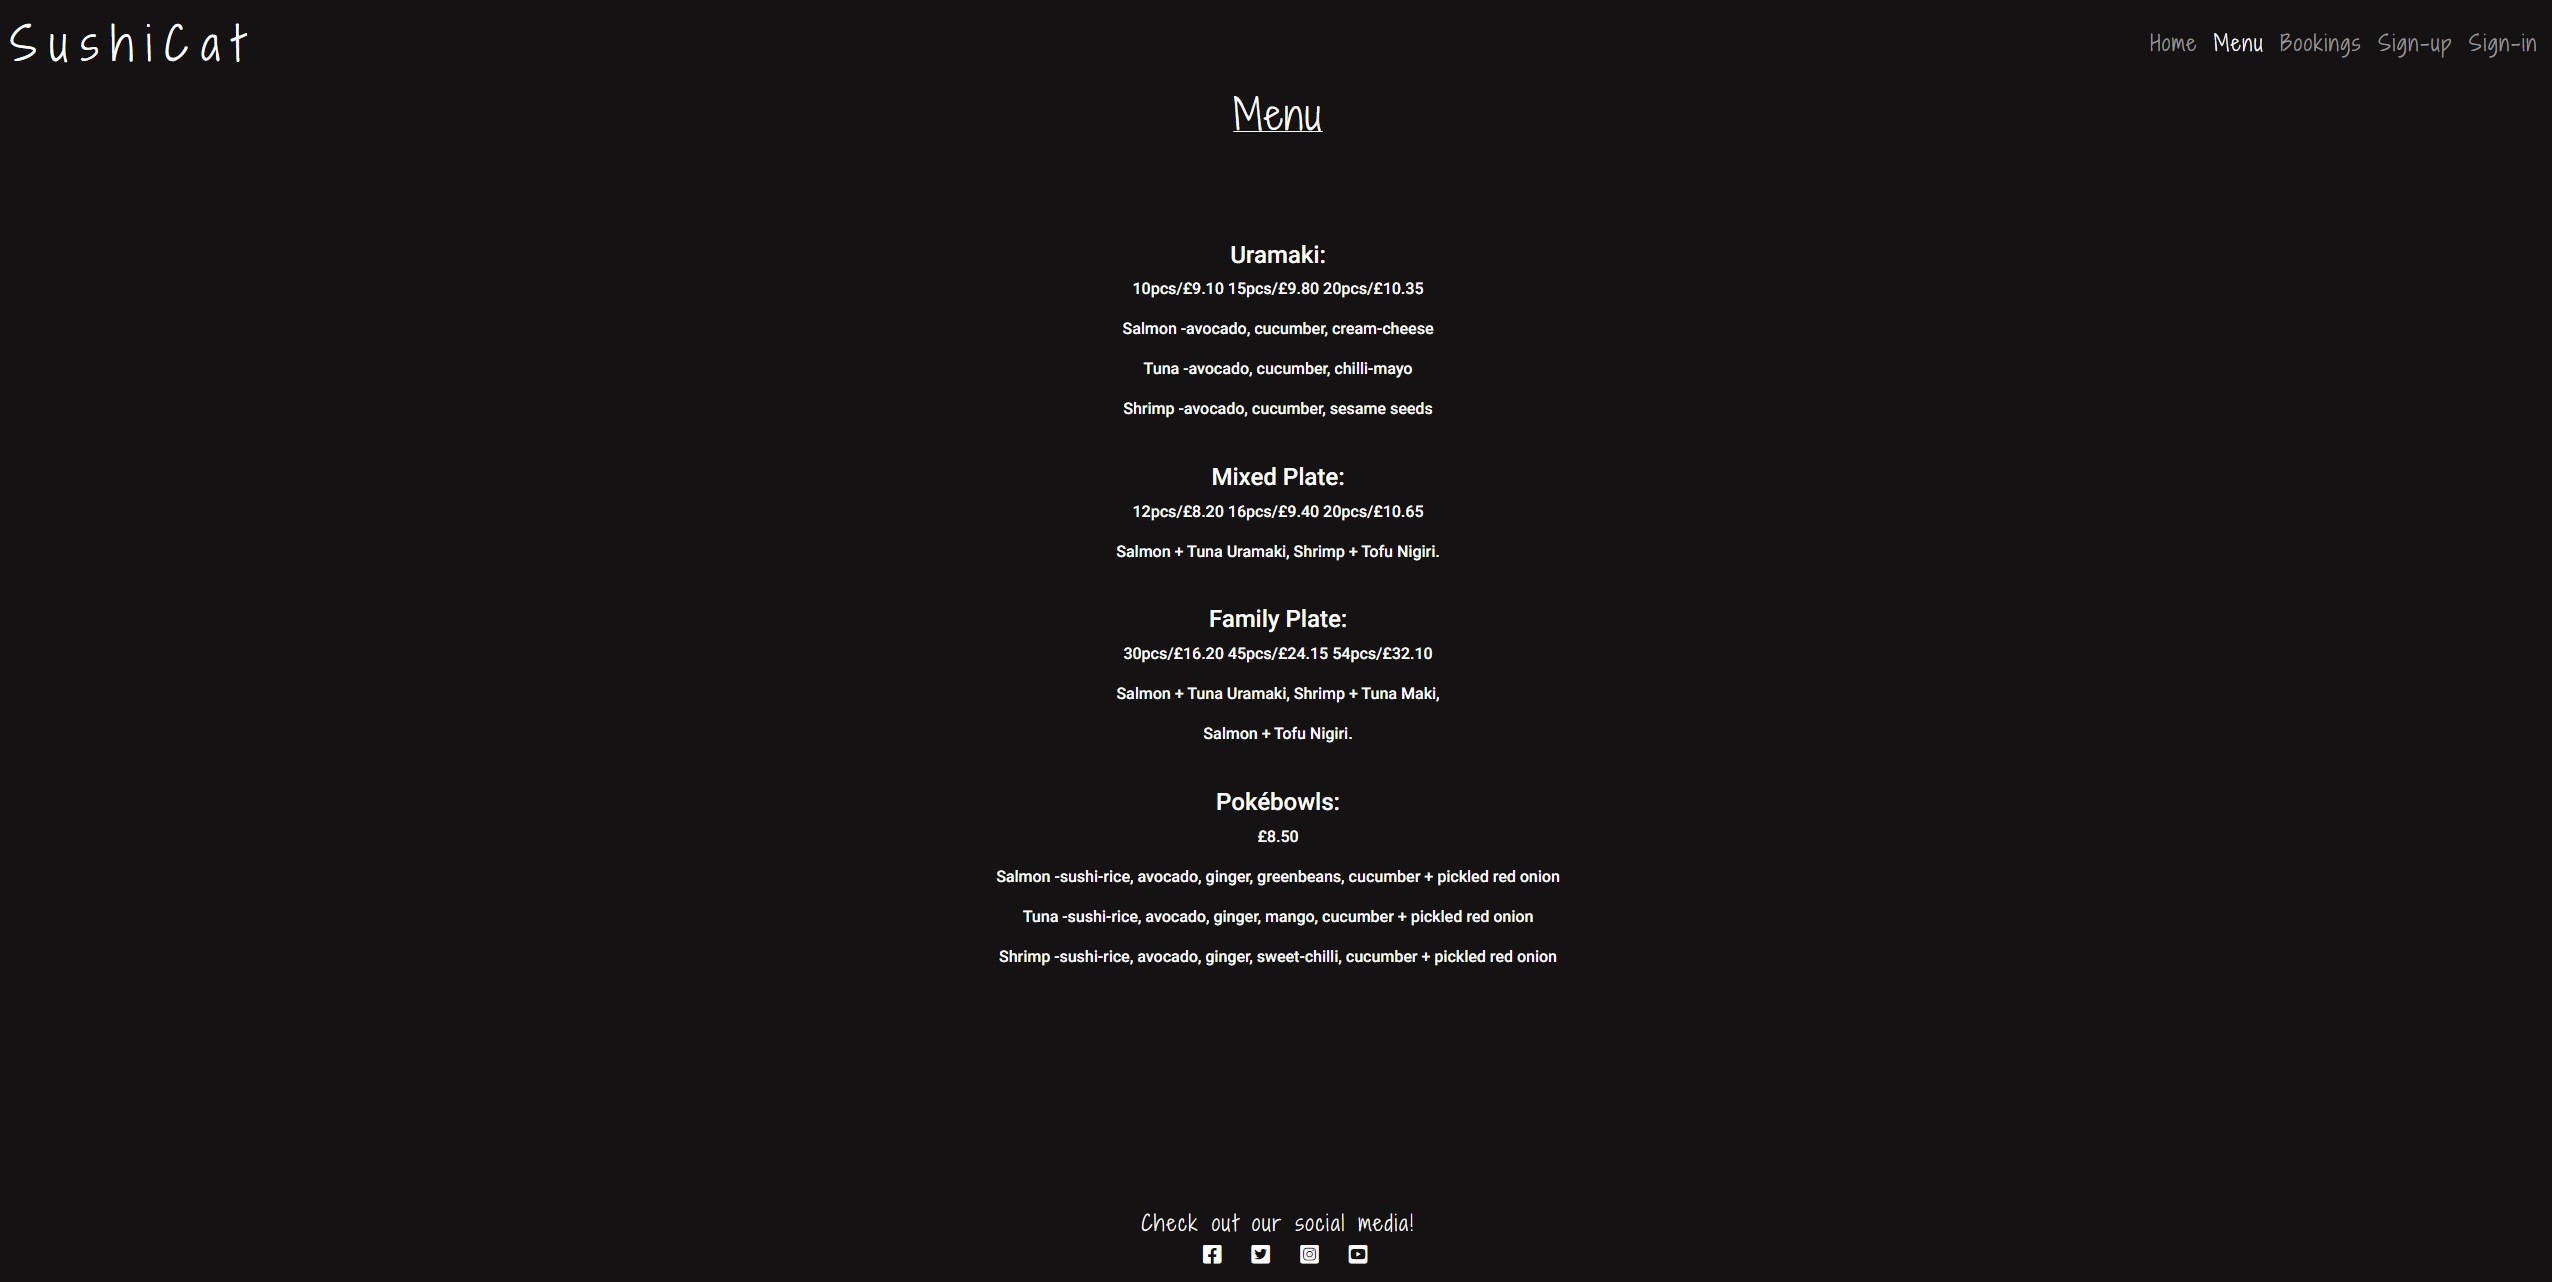 SushiCat
Home Menu Bookings Sign-up Sign-in
Menu
Uramaki:
10pcs/£9.10 15pcs/£9.80 20pcs/£10.35
Salmon -avocado, cucumber, cream-cheese
Tuna -avocado, cucumber, chilli-mayo
Shrimp -avocado, cucumber, sesame seeds
Mixed Plate:
12pcs/£8.20 16pcs/£9.40 20pcs/£10.65
Salmon + Tuna Uramaki, Shrimp + Tofu Nigiri.
Family Plate:
30pcs/£16.20 45pcs/£24.15 54pcs/£32.10
Salmon + Tuna Uramaki, Shrimp + Tuna Maki,
Salmon + Tofu Nigiri.
Pokébowls:
£8.50
Salmon -sushi-rice, avocado, ginger, greenbeans, cucumber + pickled red onion
Tuna -sushi-rice, avocado, ginger, mango, cucumber + pickled red onion
Shrimp -sushi-rice, avocado, ginger, sweet-chilli, cucumber + pickled red onion
Check out our social media!